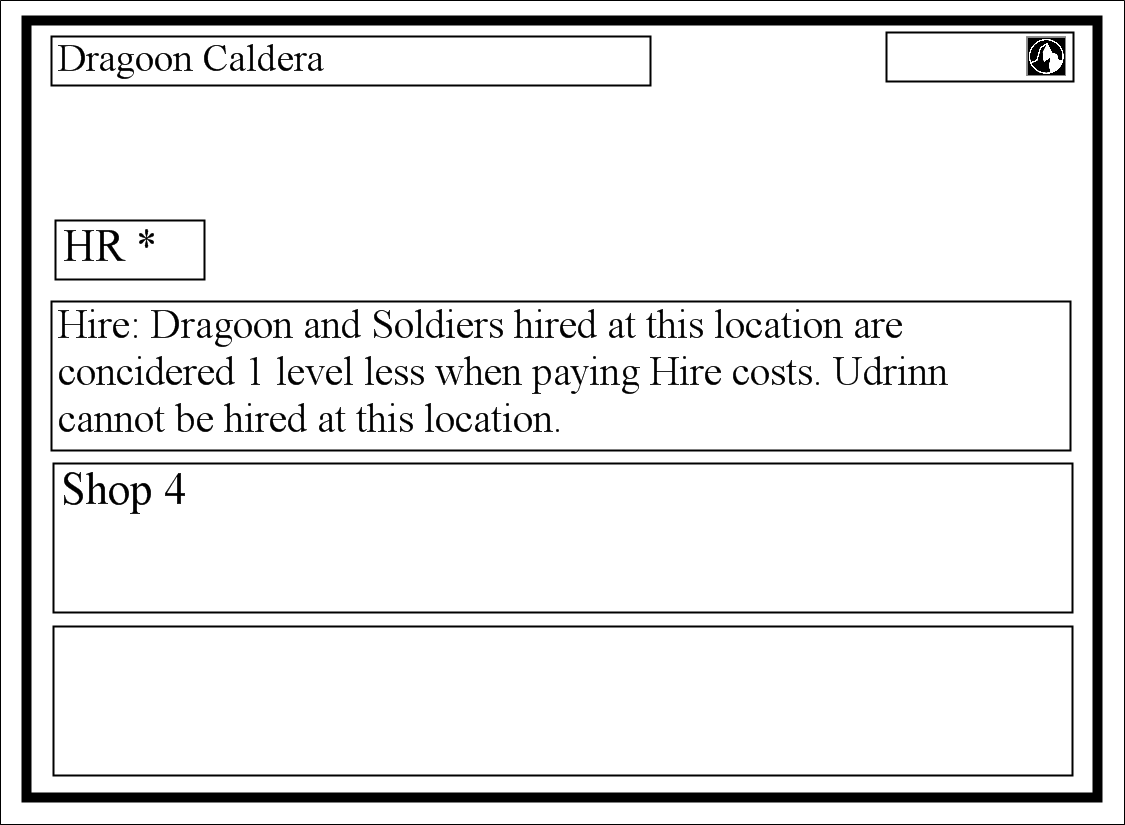 Dragoon Caldera
HR *
Hire: Dragoon and Soldiers hired at this location are
concidered 1 level less when paying Hire costs. Udrinn
cannot be hired at this location.
Shop 4